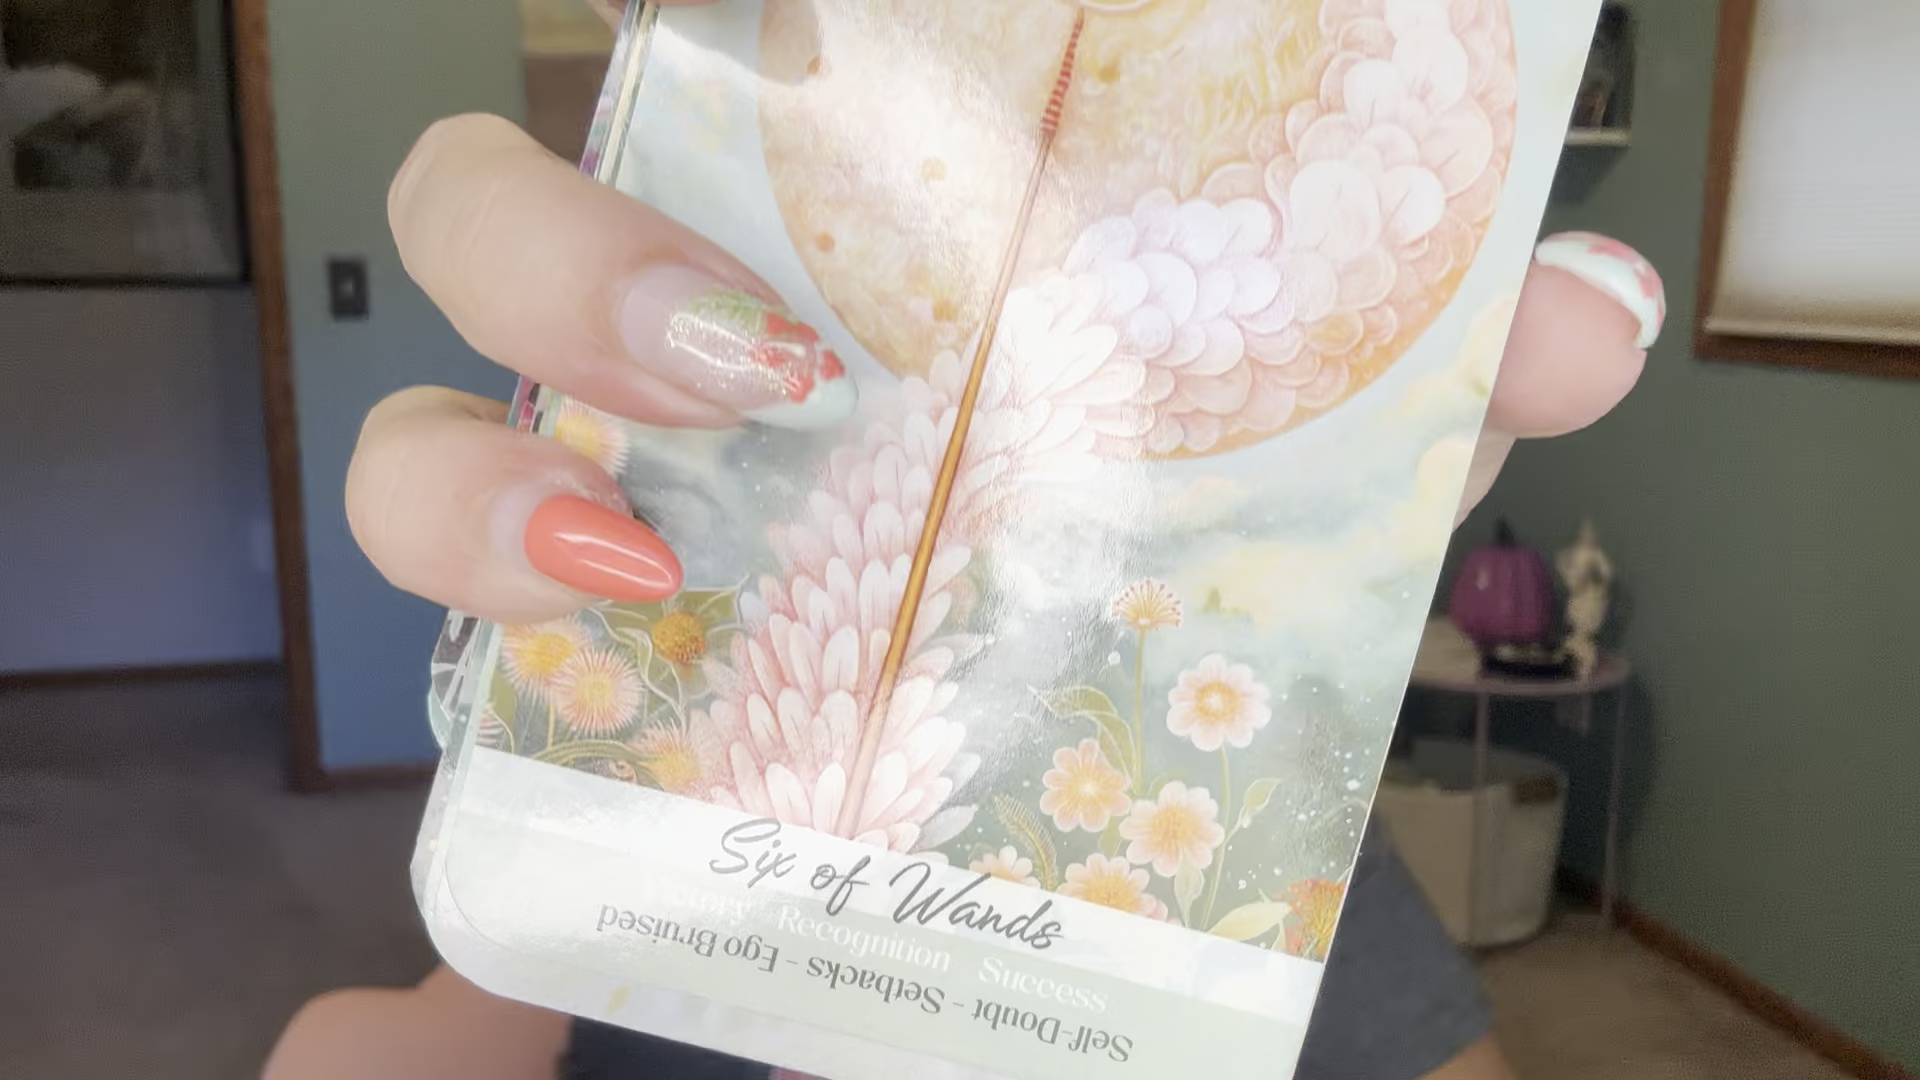 Six of Wands
Victory Recognition Success
Self-Doubt - Setbacks - Ego Bruised